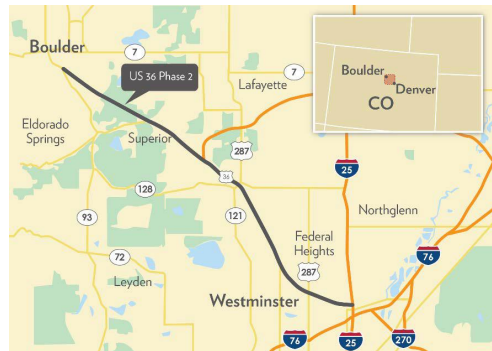 Boulder
7
US 36 Phase 2
Lafayette
7
Boulder
Denver
CO
Eldorado
Springs
Superior
287
36
25
128
93
121
Northglenn
72
Leyden
Federal
Heights
287
76
Westminster
76
25
270